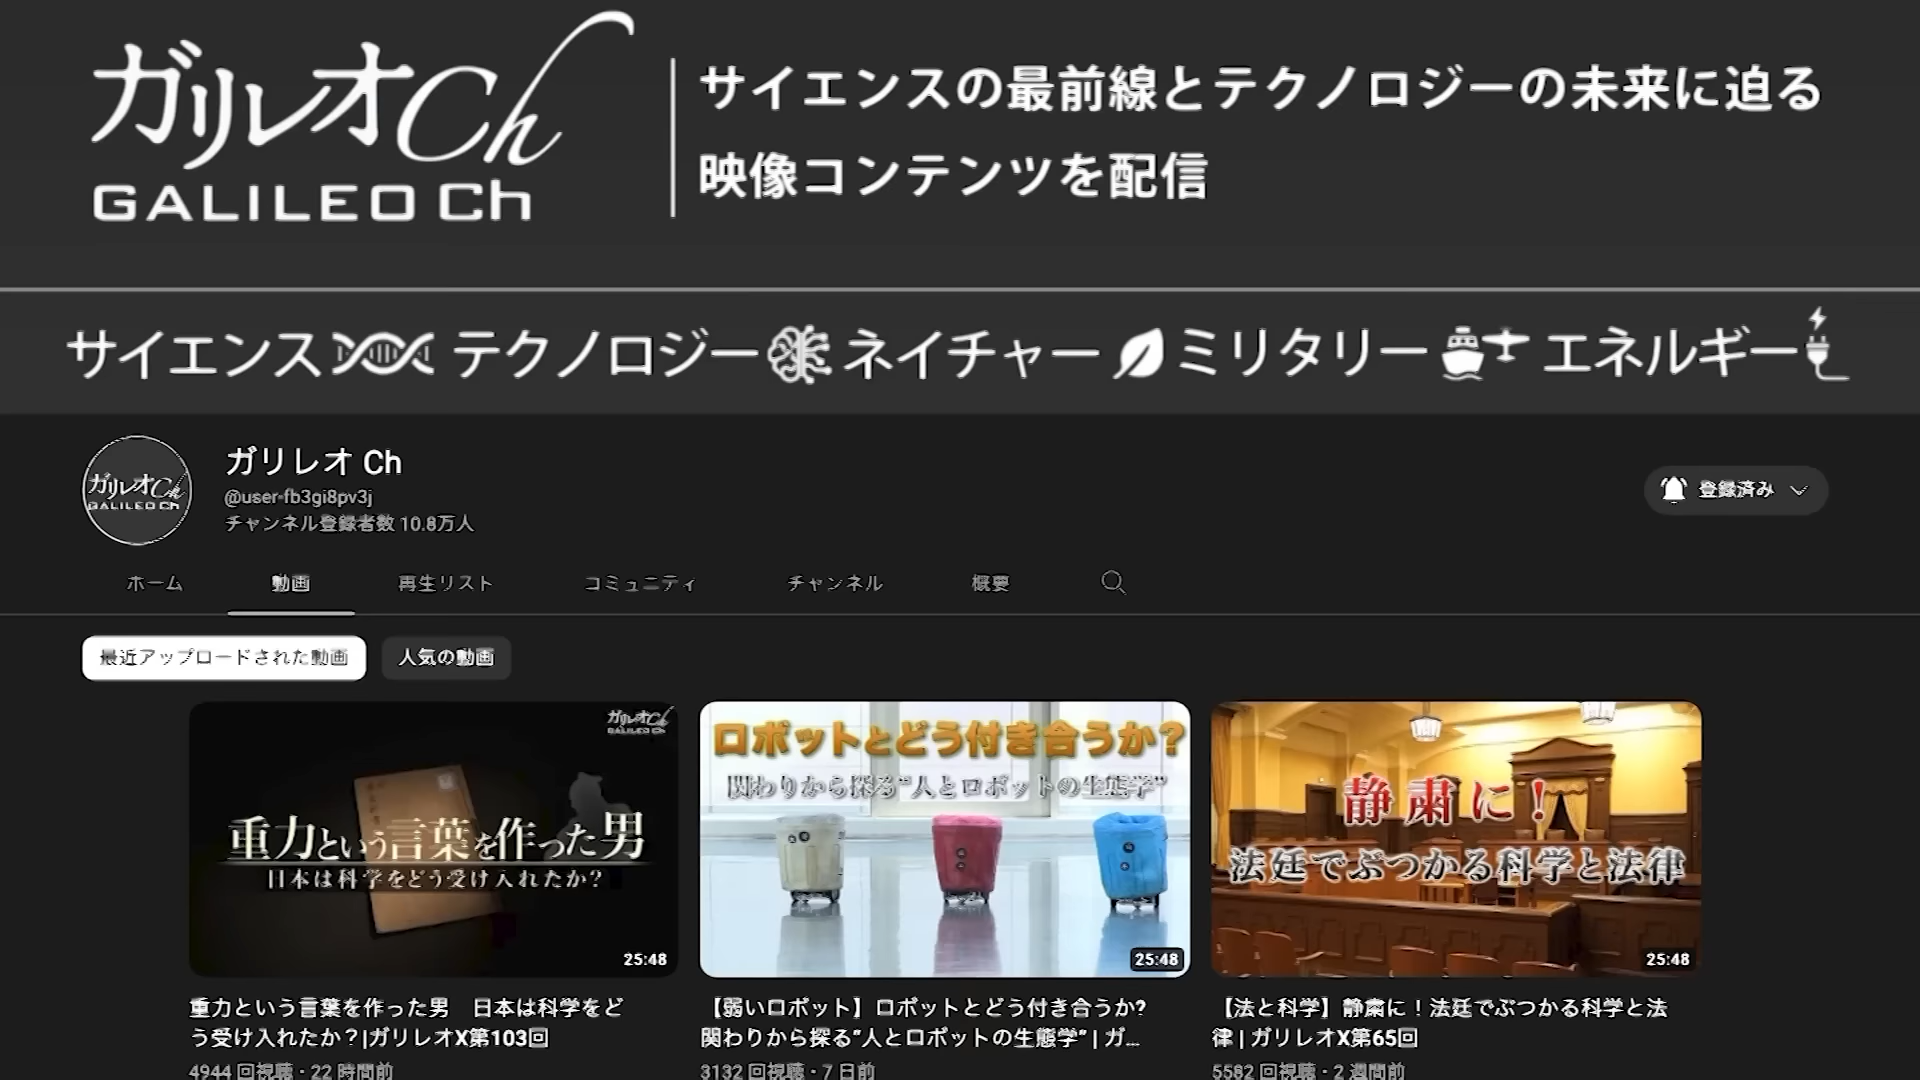 ガリレオCh
GALILEO Ch
サイエンスの最前線とテクノロジーの未来に迫る
映像コンテンツを配信
サイエンス テクノロジー ネイチャー ミリタリー エネルギー
ガリレオCh
GALILEO Ch
ガリレオ Ch
@user-fb3gi8pv3j
チャンネル登録者数 10.8万人
登録済み
ホーム 動画 再生リスト コミュニティ チャンネル 概要
最近アップロードされた動画 人気の動画
ガリレオCh
GALILEO Ch
重力という言葉を作った男
日本は科学をどう受け入れたか?
25:48
ロボットとどう付き合うか?
関わりから探る"人とロボットの生態学"
25:48
静粛に!
法廷でぶつかる科学と法律
25:48
重力という言葉を作った男 日本は科学をど
う受け入れたか？|ガリレオX第103回
4944 回視聴・22 時間前
【弱いロボット】ロボットとどう付き合うか?
関わりから探る"人とロボットの生態学" | ガ...
3132 回視聴・7 日前
【法と科学】静粛に！法廷でぶつかる科学と法
律 | ガリレオX第65回
5582 回視聴・2 週間前